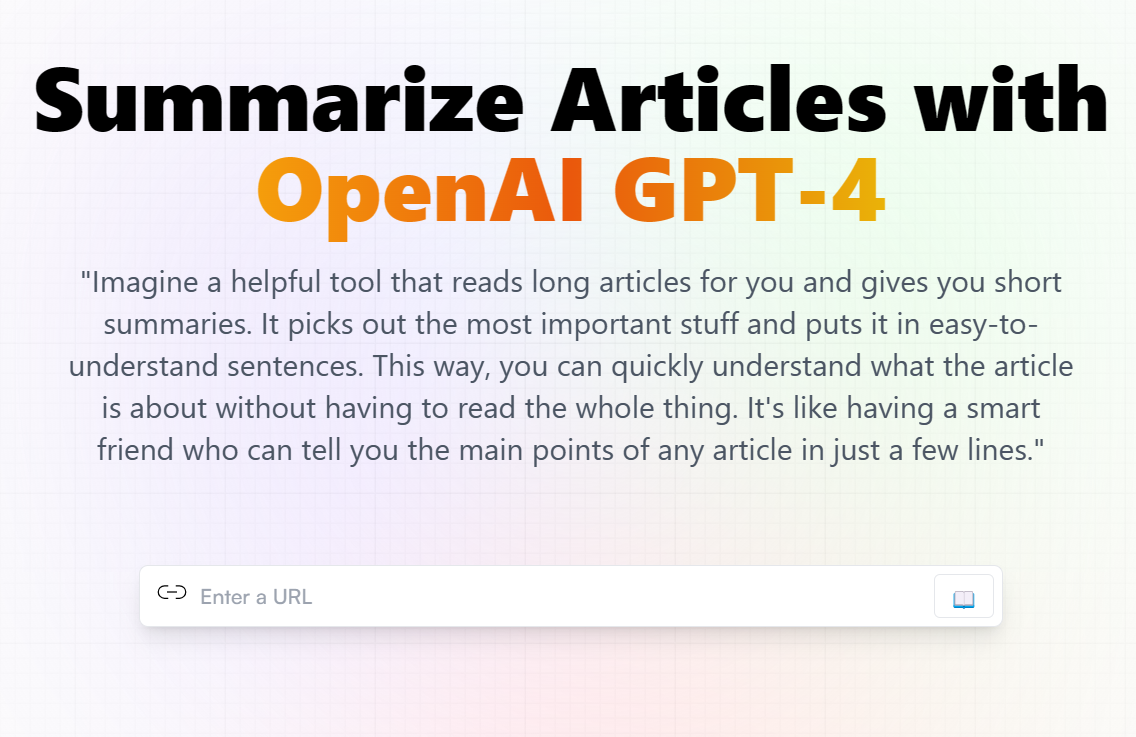 Summarize Articles with
OpenAI GPT-4
"Imagine a helpful tool that reads long articles for you and gives you short
summaries. It picks out the most important stuff and puts it in easy-to-
understand sentences. This way, you can quickly understand what the article
is about without having to read the whole thing. It's like having a smart
friend who can tell you the main points of any article in just a few lines."
Enter a URL